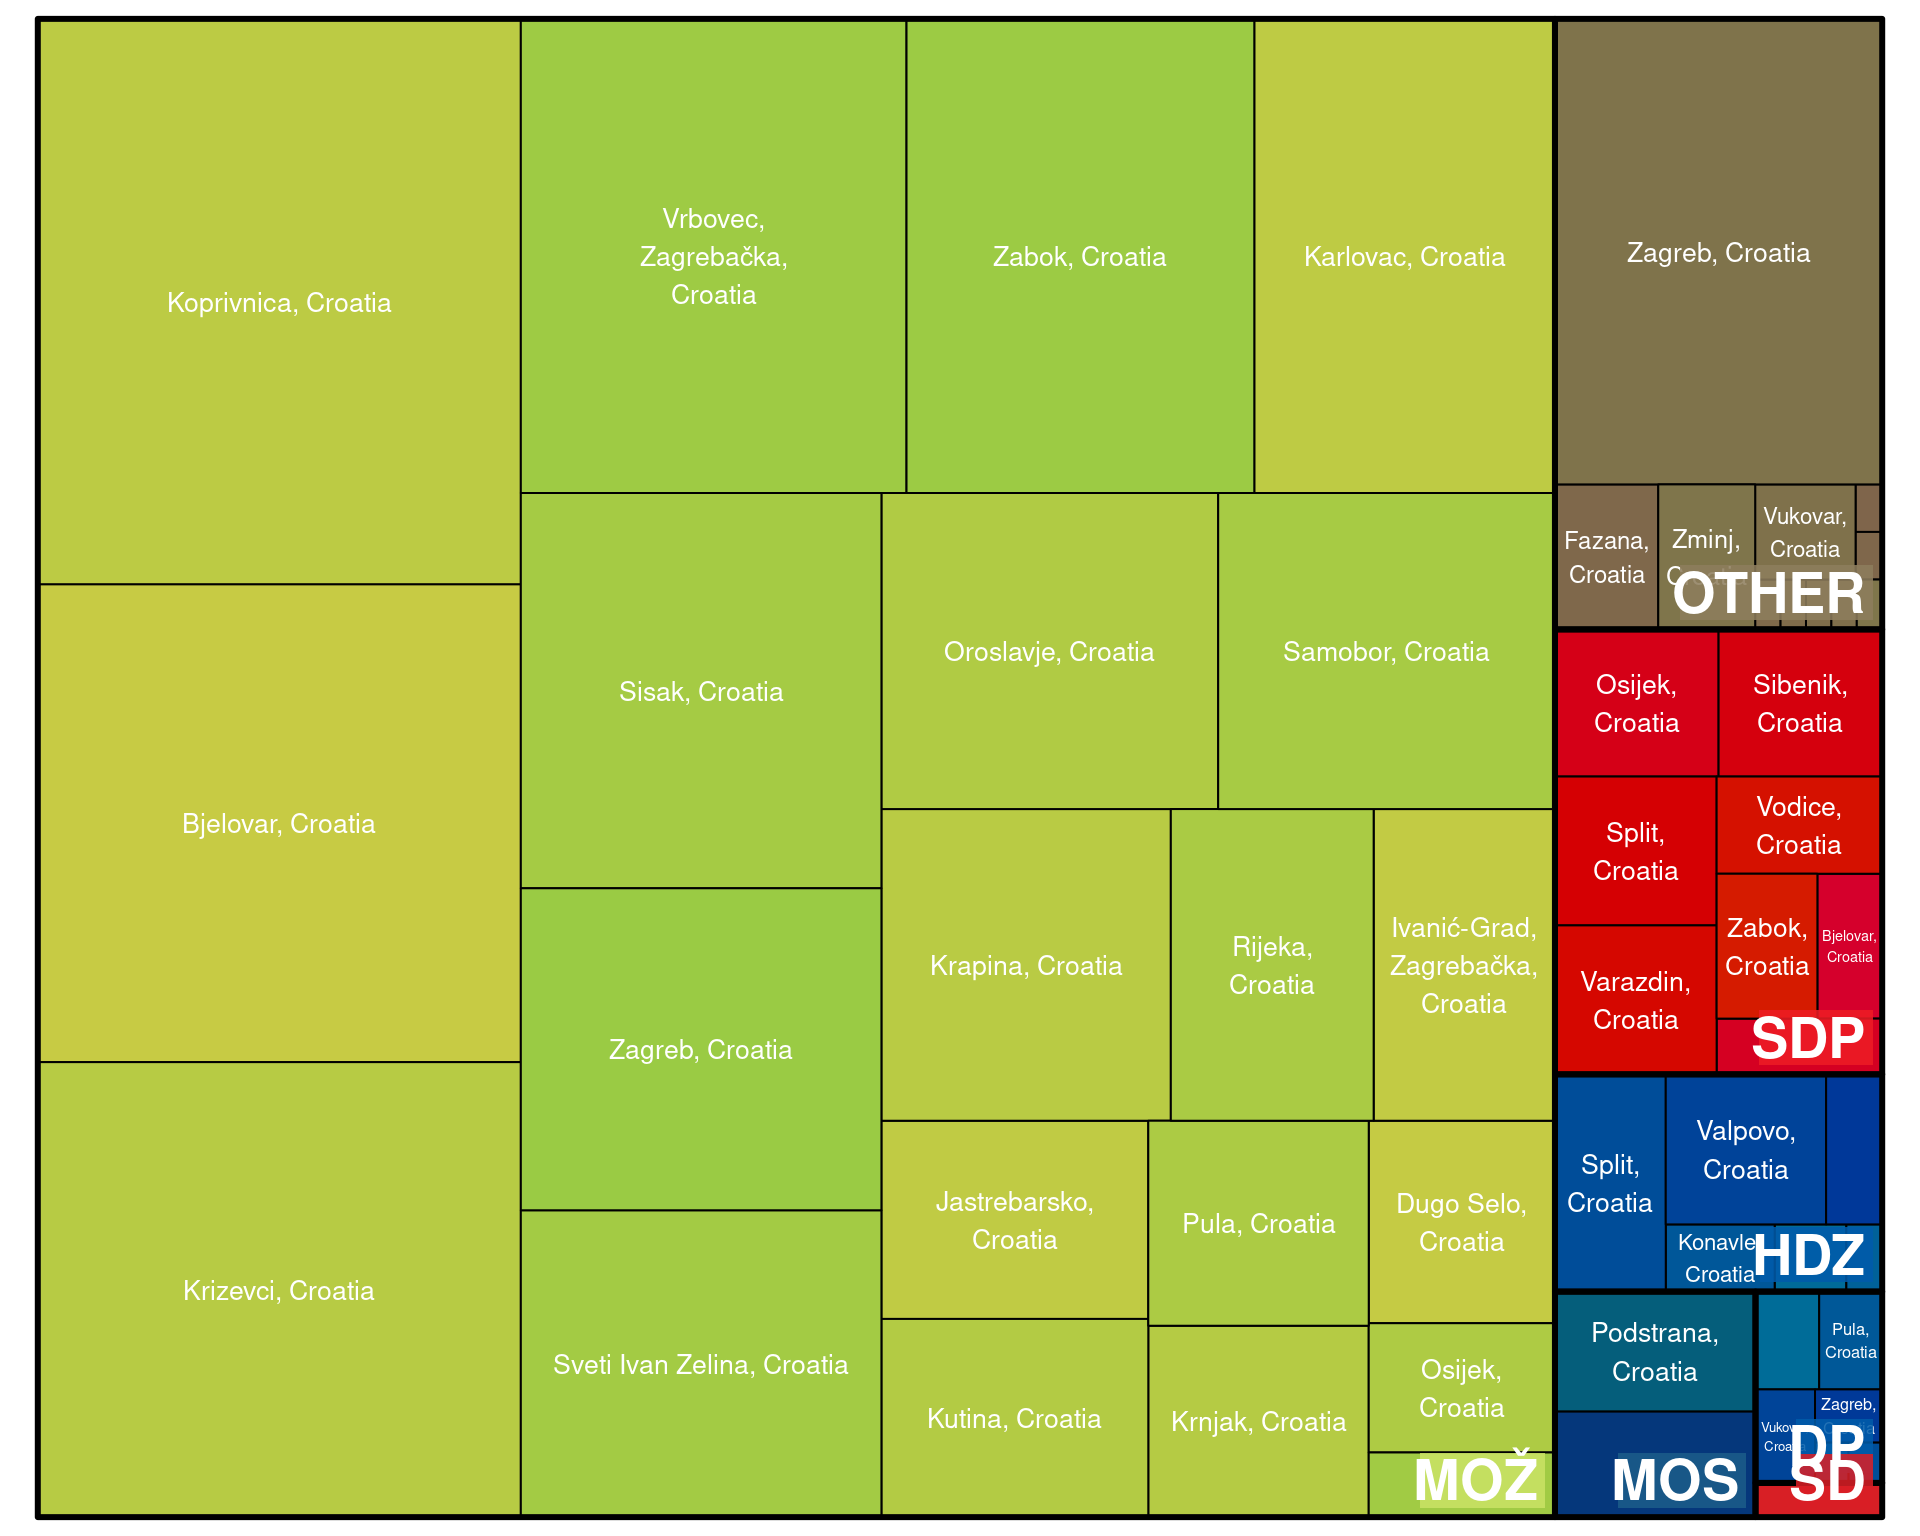 Koprivnica, Croatia
Bjelovar, Croatia
Krizevci, Croatia
Vrbovec,
Zagrebačka,
Croatia
Zabok, Croatia
Karlovac, Croatia
Sisak, Croatia
Zagreb, Croatia
Sveti Ivan Zelina, Croatia
Oroslavje, Croatia
Samobor, Croatia
Krapina, Croatia
Rijeka,
Croatia
Ivanić-Grad,
Zagrebačka,
Croatia
Jastrebarsko,
Croatia
Pula, Croatia
Dugo Selo,
Croatia
Kutina, Croatia
Krnjak, Croatia
Osijek,
Croatia
MOŽ
Zagreb, Croatia
Fazana,
Croatia
Zminj,
Croatia
Vukovar,
Croatia
OTHER
Osijek,
Croatia
Sibenik,
Croatia
Split,
Croatia
Vodice,
Croatia
Varazdin,
Croatia
Zabok,
Croatia
Bjelovar,
Croatia
SDP
Split,
Croatia
Valpovo,
Croatia
Konavle
Croatia
HDZ
Podstrana,
Croatia
MOS
Pula,
Croatia
Zagreb,
Croatia
Vukovar,
Croatia
DP
SD